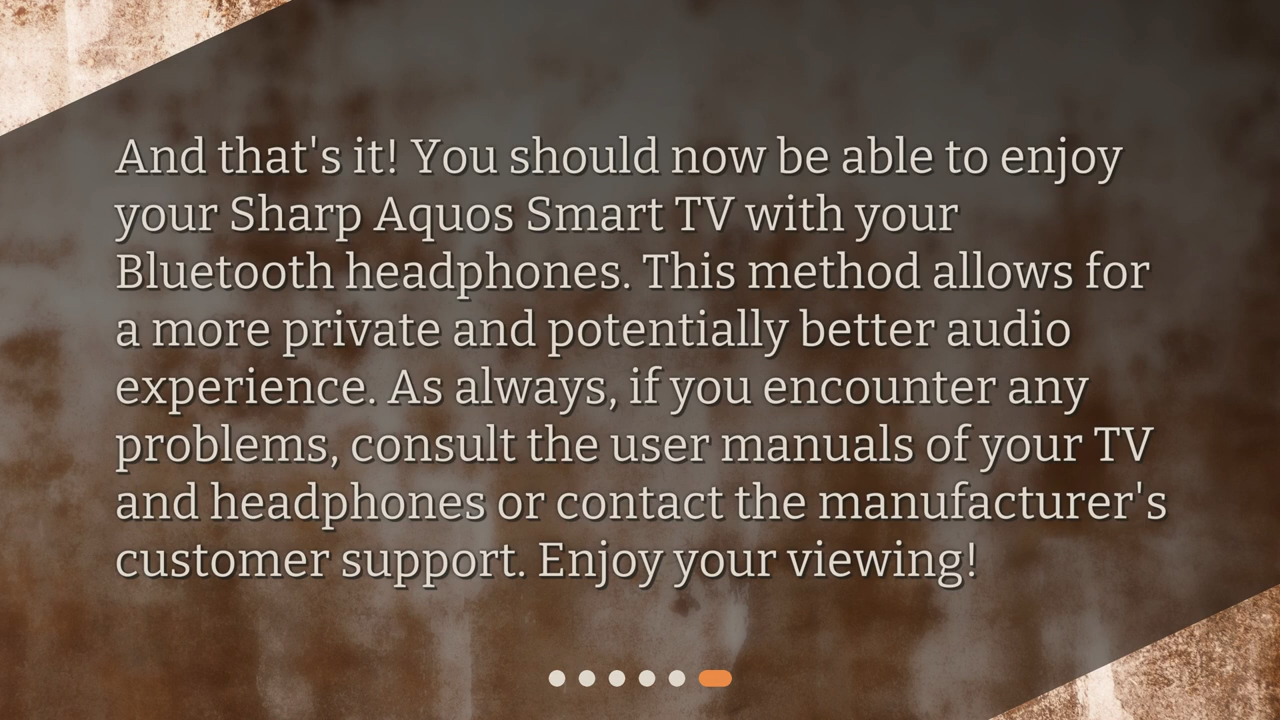 And that's it! You should now be able to enjoy
your Sharp Aquos Smart TV with your
Bluetooth headphones. This method allows for
a more private and potentially better audio
experience. As always, if you encounter any
problems, consult the user manuals of your TV
and headphones or contact the manufacturer's
customer support. Enjoy your viewing!